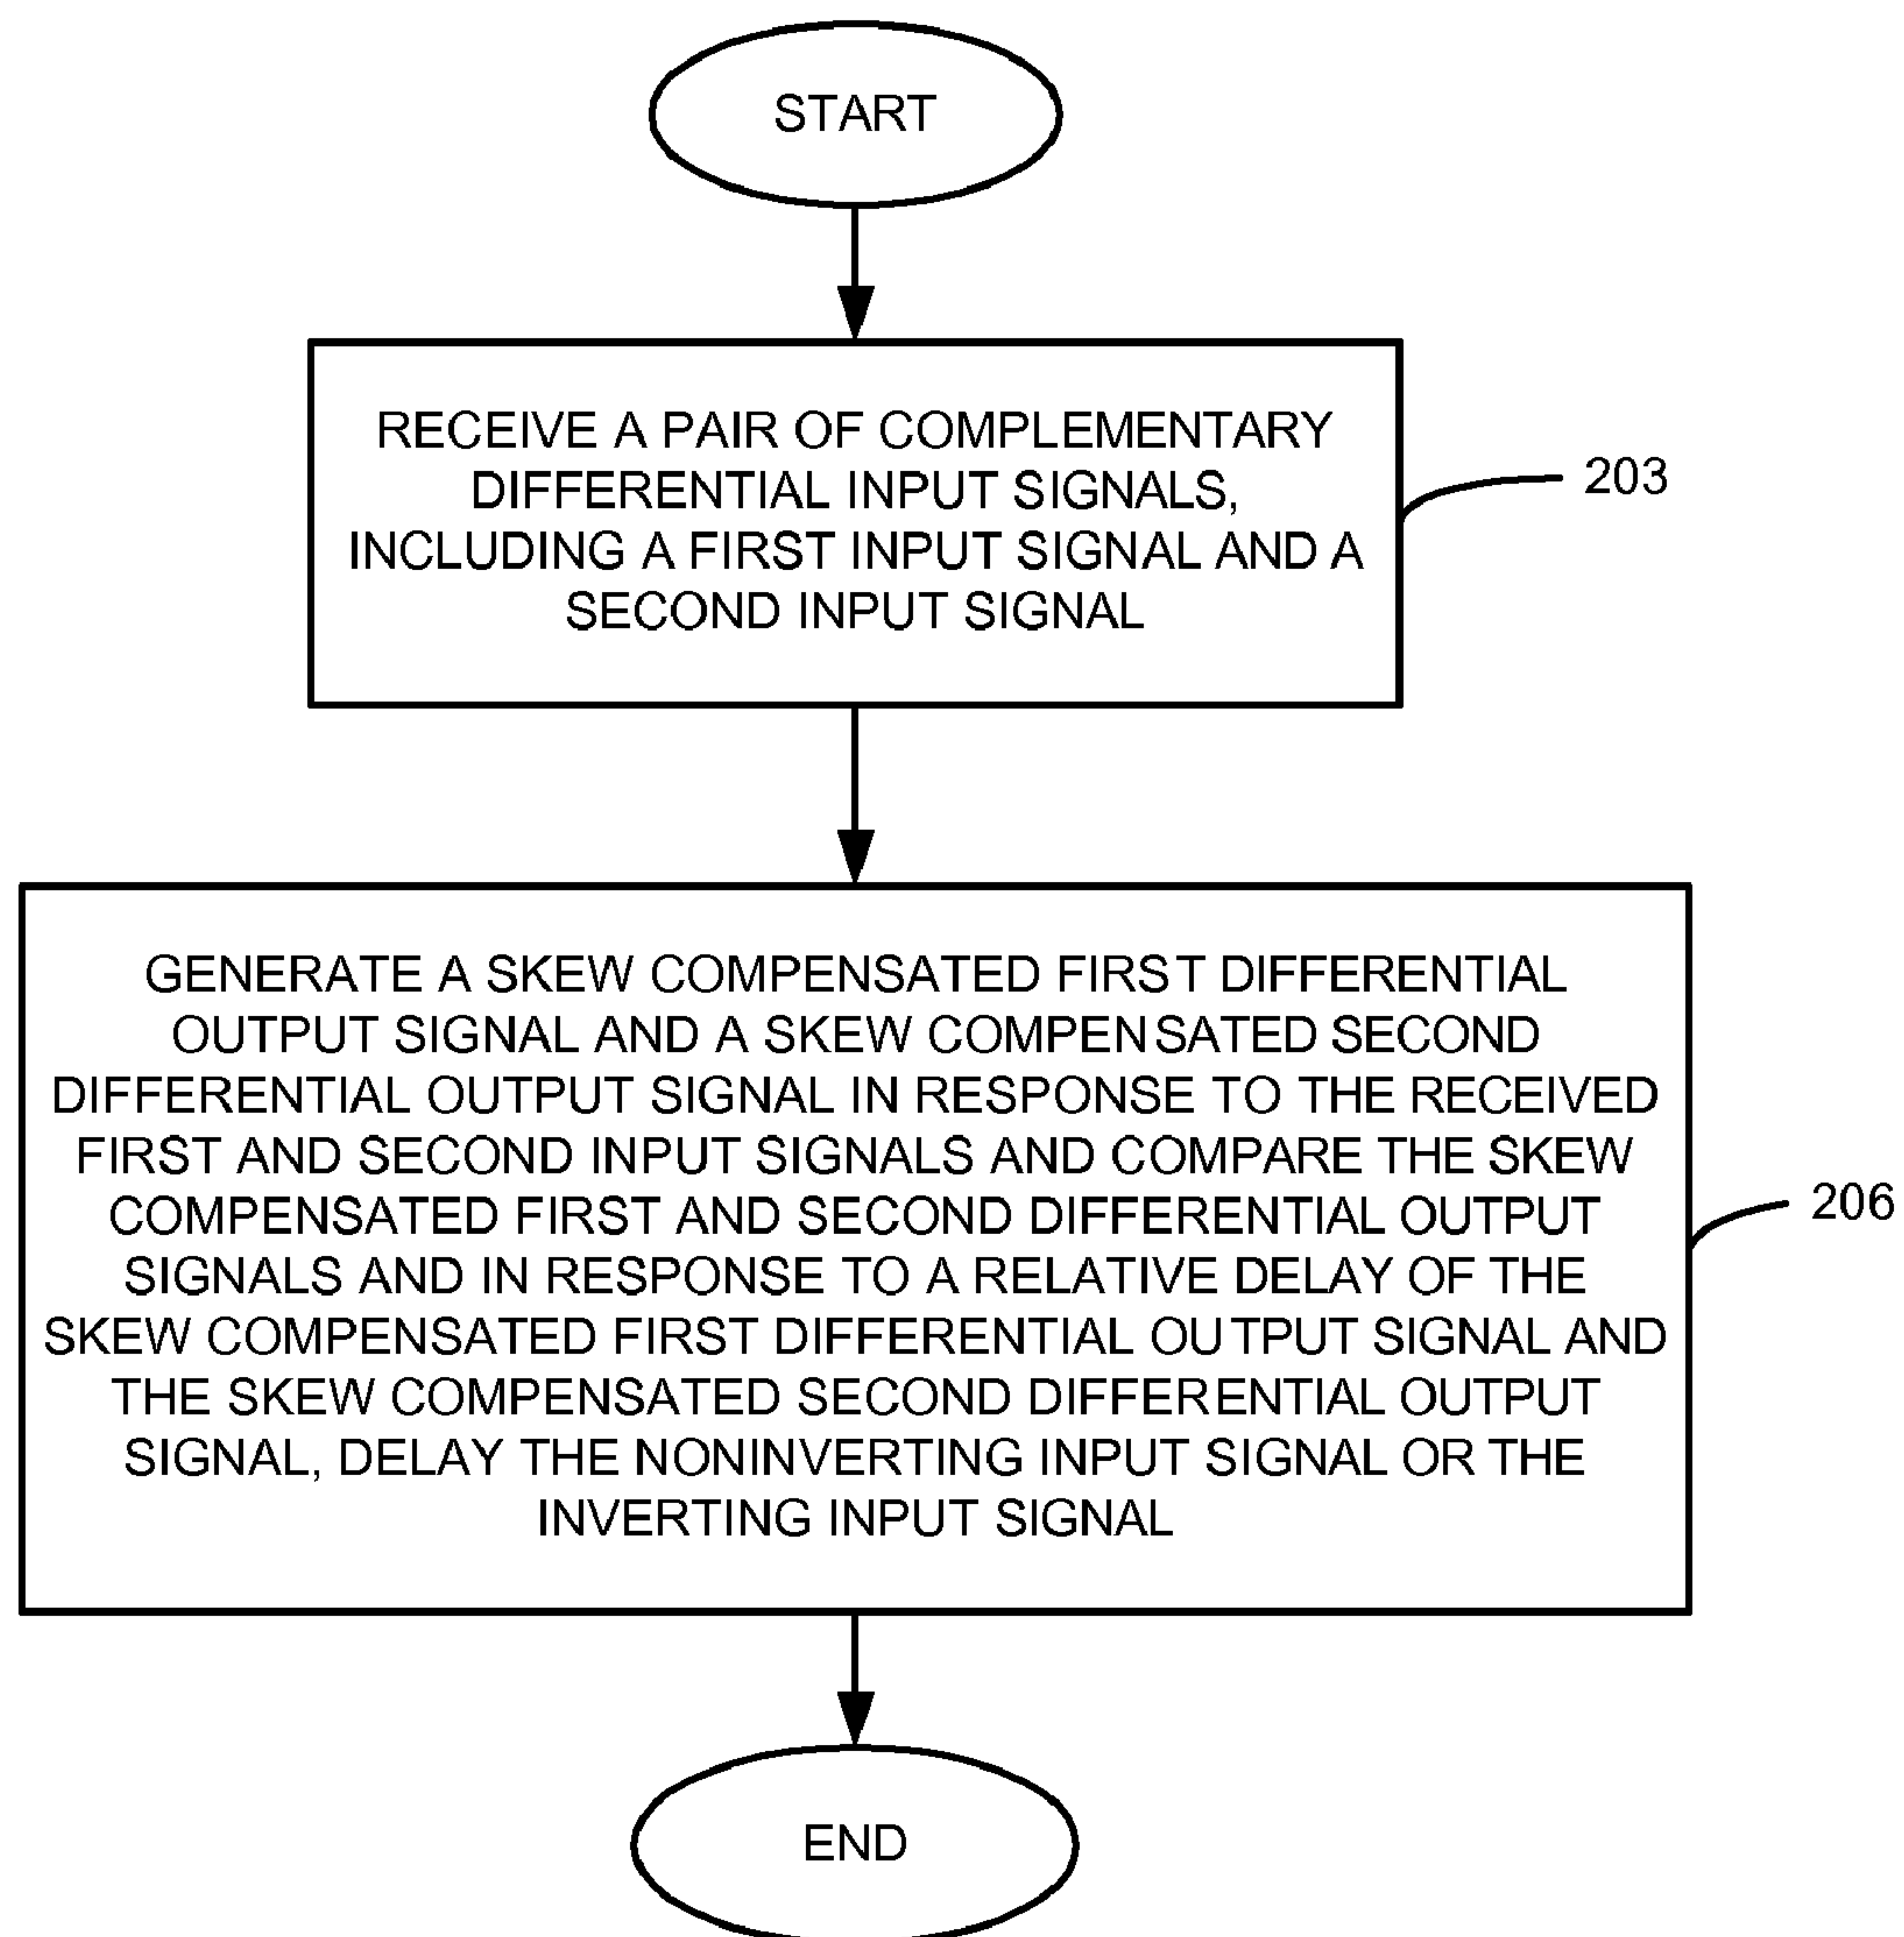 START
RECEIVE A PAIR OF COMPLEMENTARY
DIFFERENTIAL INPUT SIGNALS,
INCLUDING A FIRST INPUT SIGNAL AND A
SECOND INPUT SIGNAL
203
GENERATE A SKEW COMPENSATED FIRST DIFFERENTIAL
OUTPUT SIGNAL AND A SKEW COMPENSATED SECOND
DIFFERENTIAL OUTPUT SIGNAL IN RESPONSE TO THE RECEIVED
FIRST AND SECOND INPUT SIGNALS AND COMPARE THE SKEW
COMPENSATED FIRST AND SECOND DIFFERENTIAL OUTPUT
SIGNALS AND IN RESPONSE TO A RELATIVE DELAY OF THE
SKEW COMPENSATED FIRST DIFFERENTIAL OUTPUT SIGNAL AND
THE SKEW COMPENSATED SECOND DIFFERENTIAL OUTPUT
SIGNAL, DELAY THE NONINVERTING INPUT SIGNAL OR THE
INVERTING INPUT SIGNAL
206
END